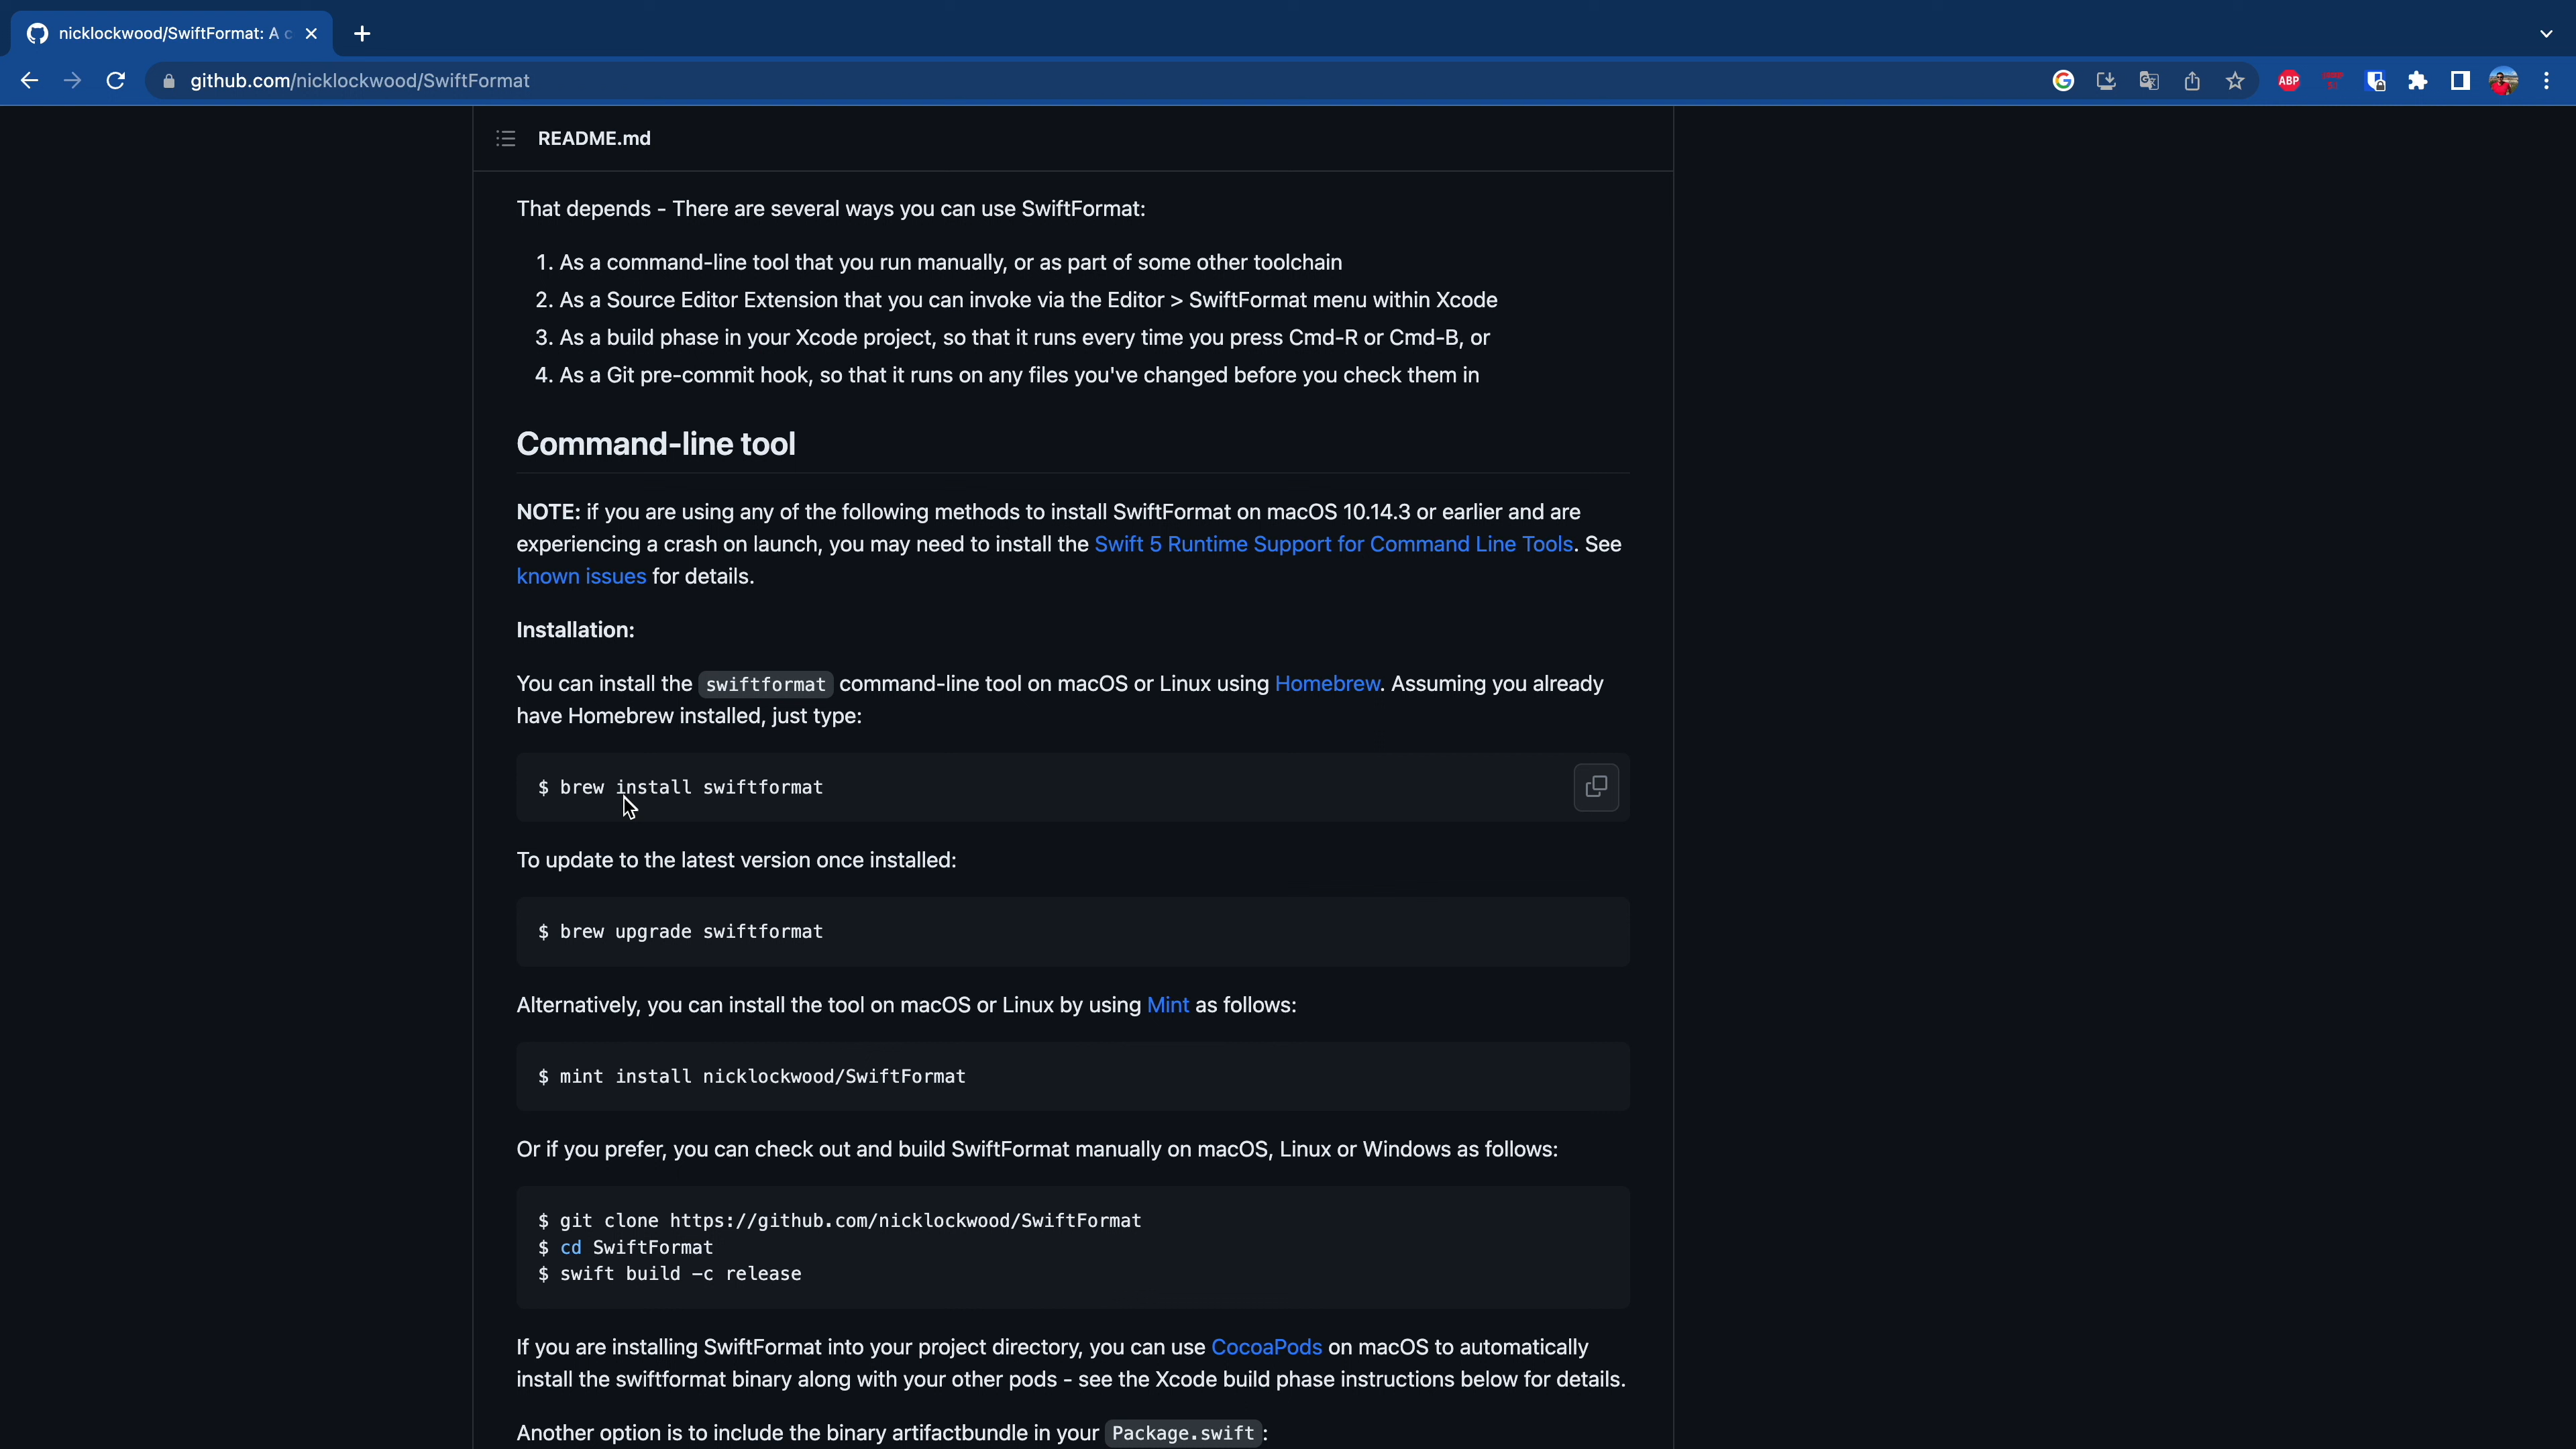 nicklockwood/SwiftFormat: A c
github.com/nicklockwood/SwiftFormat
ABP
README.md
That depends - There are several ways you can use SwiftFormat:
1. As a command-line tool that you run manually, or as part of some other toolchain
2. As a Source Editor Extension that you can invoke via the Editor > SwiftFormat menu within Xcode
3. As a build phase in your Xcode project, so that it runs every time you press Cmd-R or Cmd-B, or
4. As a Git pre-commit hook, so that it runs on any files you've changed before you check them in
Command-line tool
NOTE: if you are using any of the following methods to install SwiftFormat on macOS 10.14.3 or earlier and are
experiencing a crash on launch, you may need to install the Swift 5 Runtime Support for Command Line Tools. See
known issues for details.
Installation:
You can install the swiftformat command-line tool on macOS or Linux using Homebrew. Assuming you already
have Homebrew installed, just type:
$ brew install swiftformat
To update to the latest version once installed:
$ brew upgrade swiftformat
Alternatively, you can install the tool on macOS or Linux by using Mint as follows:
$ mint install nicklockwood/SwiftFormat
Or if you prefer, you can check out and build SwiftFormat manually on macOS, Linux or Windows as follows:
$ git clone https://github.com/nicklockwood/SwiftFormat
$ cd SwiftFormat
$ swift build -c release
If you are installing SwiftFormat into your project directory, you can use CocoaPods on macOS to automatically
install the swiftformat binary along with your other pods - see the Xcode build phase instructions below for details.
Another option is to include the binary artifactbundle in your Package.swift: